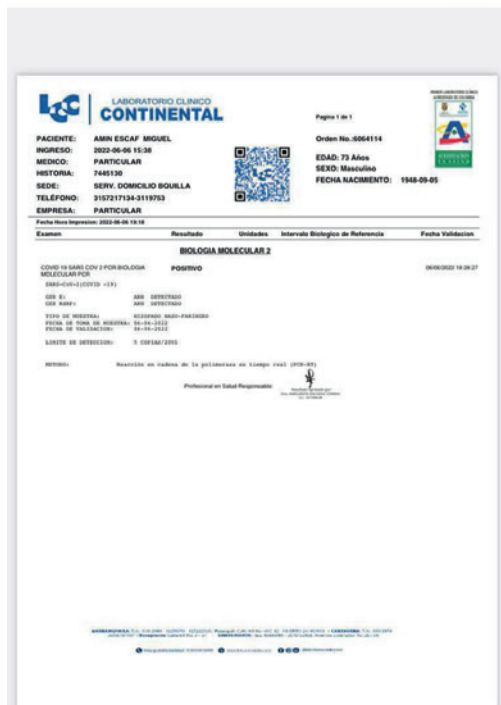 LABORATORIO CLINICO
CONTINENTAL
Pagina 1 de 1
PACIENTE: AMIN ESCAF MIGUEL
Orden No.:6064114
INGRESO: 2022-06-06 15:38
MEDICO: PARTICULAR
EDAD: 73 Años
HISTORIA: 7445130
SEXO: Masculino
SEDE: SERV. DOMICILIO BQUILLA
FECHA NACIMIENTO: 1948-09-05
TELÉFONO: 3157217134-3119753
EMPRESA: PARTICULAR
Fecha Hora Impresion: 2022-06-06 19:18
Examen Resultado Unidades Intervalo Biologico de Referencia Fecha Validacion
BIOLOGIA MOLECULAR 2
COVID 19 SARS COV 2 POR BIOLOGIA MOLECULAR PCR POSITIVO
SARS-CoV-2(COVID -19)
GEN E: ARN DETECTADO
GEN RdRP: ARN DETECTADO
TIPO DE MUESTRA: HISOPADO NASO-FARINGEO
FECHA DE TOMA DE MUESTRA: 06-06-2022
FECHA DE VALIDACION: 06-06-2022
LIMITE DE DETECCION:
METODO: Reacción en cadena de la polimerasa en tiempo real (PCR-RT)
Profesional en Salud Responsable: